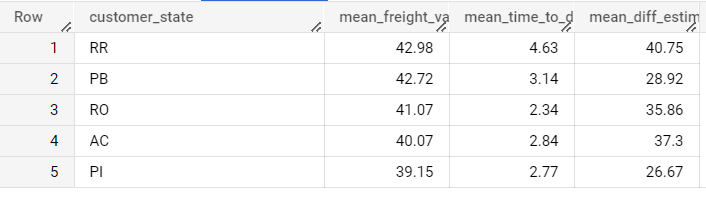 Row customer_state mean_freight_va mean_time_to_d mean_diff_estim
1 RR 42.98 4.63 40.75
2 PB 42.72 3.14 28.92
3 RO 41.07 2.34 35.86
4 AC 40.07 2.84 37.3
5 PI 39.15 2.77 26.67